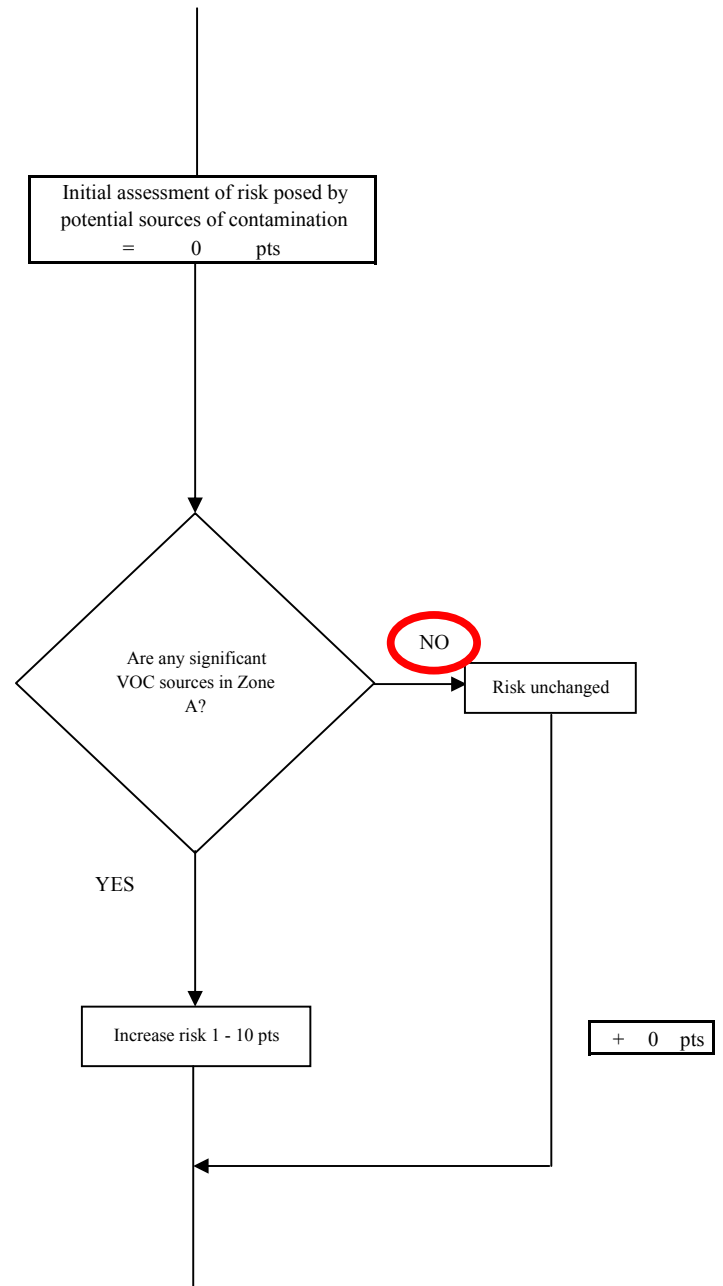 Initial assessment of risk posed by
potential sources of contamination
= 0 pts
Are any significant
VOC sources in Zone
A?
NO
Risk unchanged
YES
Increase risk 1 - 10 pts
+ 0 pts